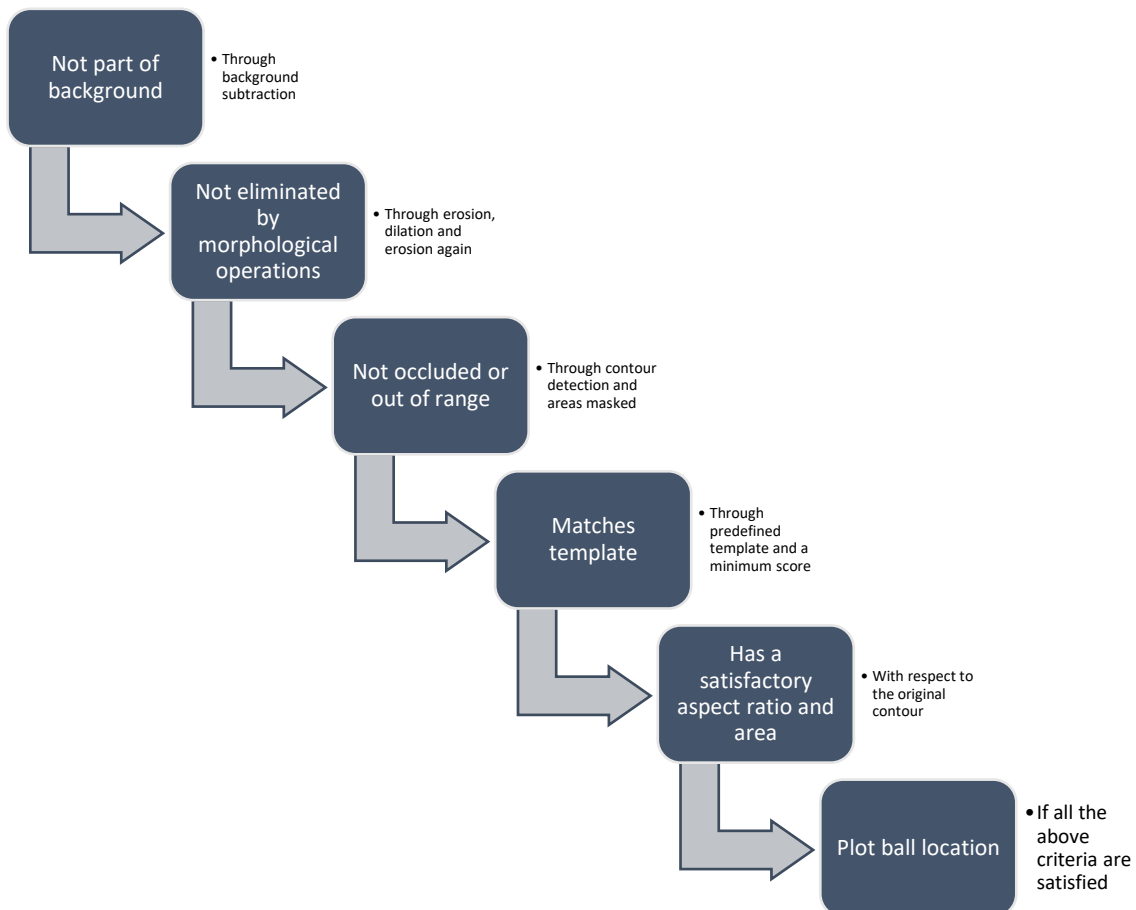 Not part of
background
• Through
background
subtraction
Not eliminated
by
morphological
operations
• Through erosion,
dilation and
erosion again
Not occluded or
out of range
• Through contour
detection and
areas masked
Matches
template
• Through
predefined
template and a
minimum score
Has a
satisfactory
aspect ratio and
area
• With respect to
the original
contour
Plot ball location
• If all the
above
criteria are
satisfied